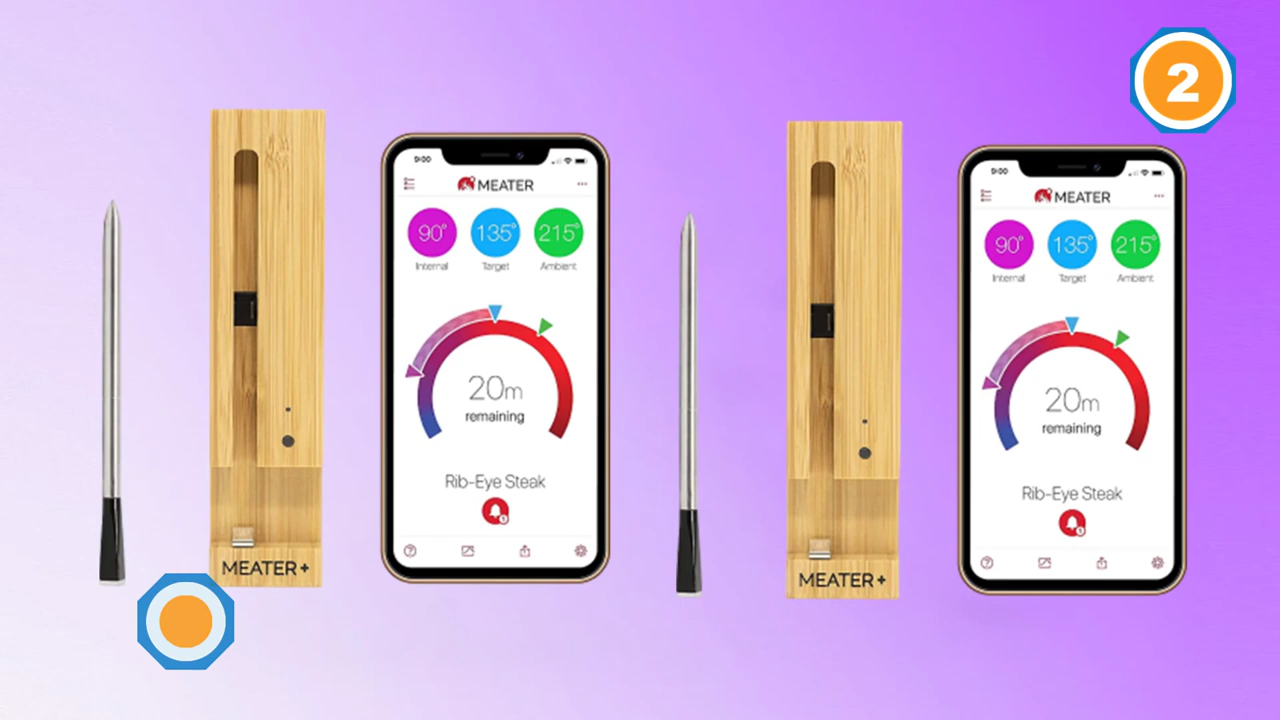 2
9:00
MEATER
90° 135° 215°
Internal Target Ambient
20m
remaining
Rib-Eye Steak
MEATER+
9:00
MEATER
90° 135° 215°
Internal Target Ambient
20m
remaining
Rib-Eye Steak
MEATER+